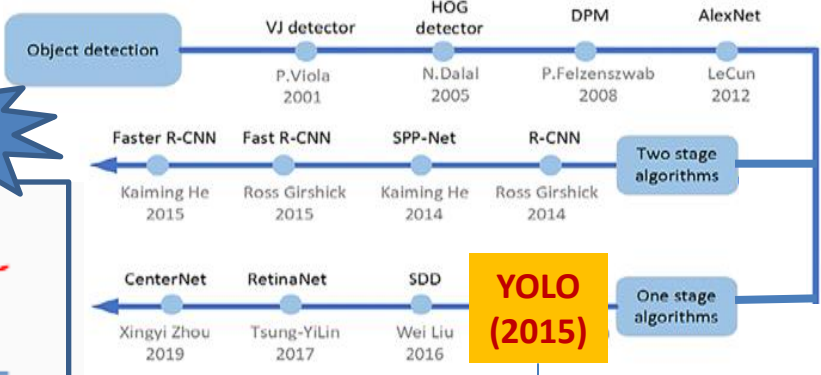 Object detection
VJ detector
P.Viola
2001
HOG
detector
N.Dalal
2005
DPM
P.Felzenszwab
2008
AlexNet
LeCun
2012
Faster R-CNN
Kaiming He
2015
Fast R-CNN
Ross Girshick
2015
SPP-Net
Kaiming He
2014
R-CNN
Ross Girshick
2014
Two stage
algorithms
CenterNet
Xingyi Zhou
2019
RetinaNet
Tsung-YiLin
2017
SDD
Wei Liu
2016
YOLO
(2015)
One stage
algorithms